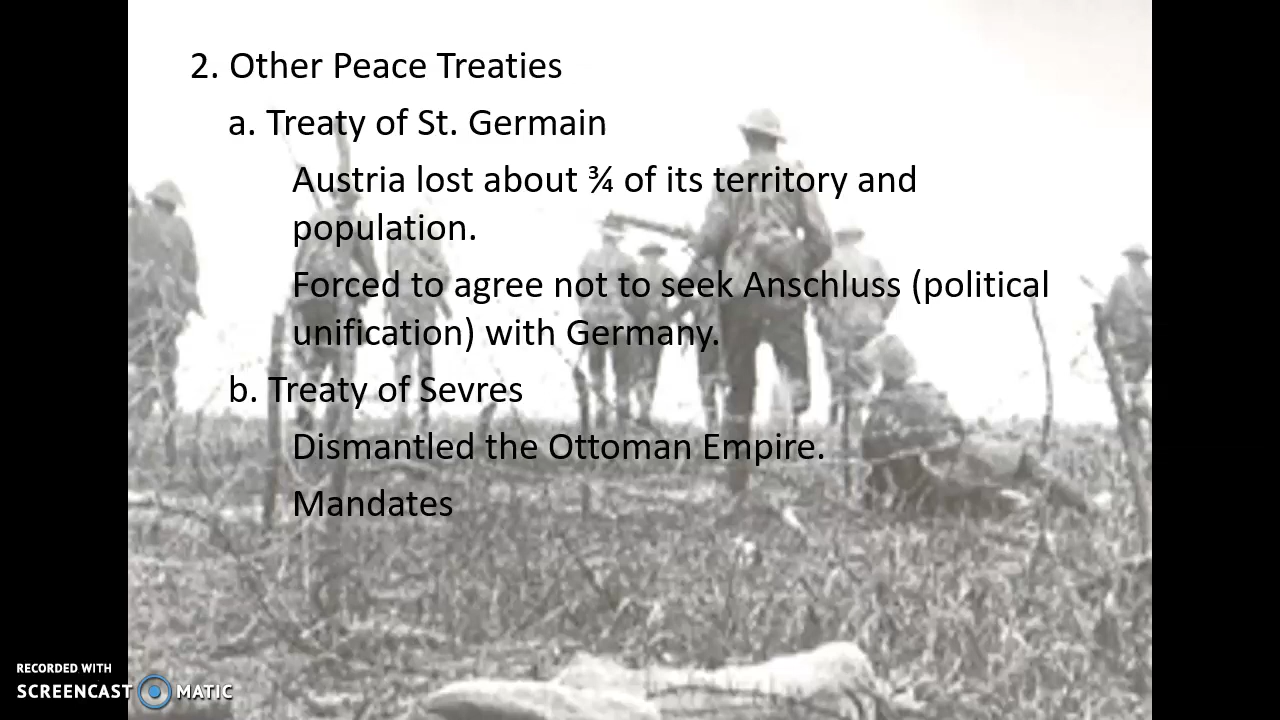 2. Other Peace Treaties
a. Treaty of St. Germain
Austria lost about ¾ of its territory and
population.
Forced to agree not to seek Anschluss (political
unification) with Germany.
b. Treaty of Sevres
Dismantled the Ottoman Empire.
Mandates
RECORDED WITH
SCREENCAST MATIC